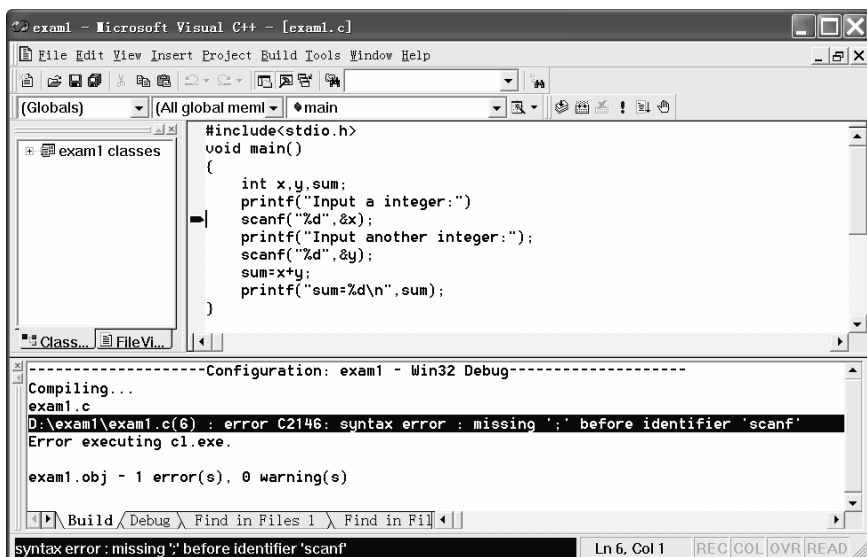 exam1 - Microsoft Visual C++ - [exam1.c]
File Edit View Insert Project Build Tools Window Help
(Globals) (All global meml main
exam1 classes
#include<stdio.h>
void main()
{
int x,y,sum;
printf("Input a integer:")
scanf("%d",&x);
printf("Input another integer:");
scanf("%d",&y);
sum=x+y;
printf("sum=%d\n",sum);
}
Class... FileVi...
--------------------Configuration: exam1 - Win32 Debug--------------------
Compiling...
exam1.c
D:\exam1\exam1.c(6) : error C2146: syntax error : missing ';' before identifier 'scanf'
Error executing cl.exe.
exam1.obj - 1 error(s), 0 warning(s)
Build Debug Find in Files 1 Find in Fil
syntax error : missing ';' before identifier 'scanf' Ln 6, Col 1 REC COL OVR READ